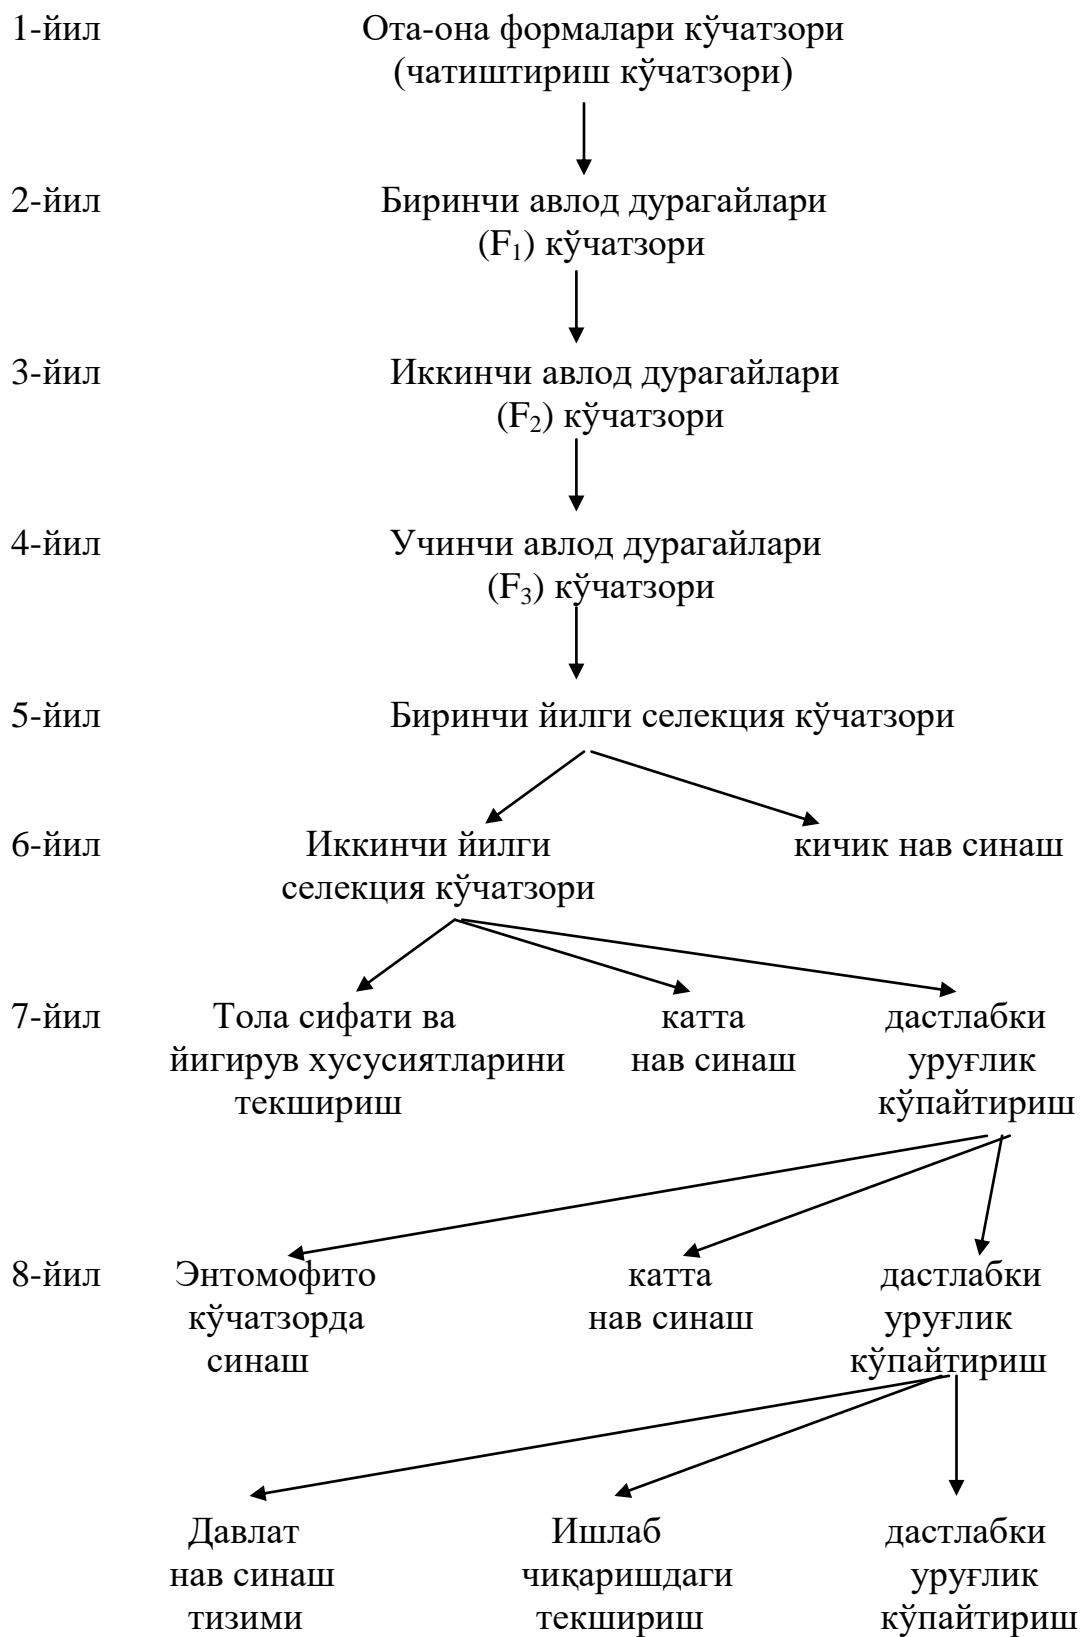 1-йил Ота-она формалари кўчатзори
(чатиштириш кўчатзори)
2-йил Биринчи авлод дурагайлари
(F₁) кўчатзори
3-йил Иккинчи авлод дурагайлари
(F₂) кўчатзори
4-йил Учинчи авлод дурагайлари
(F₃) кўчатзори
5-йил Биринчи йилги селекция кўчатзори
6-йил Иккинчи йилги кичик нав синаш
селекция кўчатзори
7-йил Тола сифати ва катта дастлабки
йигирув хусусиятларини нав синаш уруғлик
текшириш кўпайтириш
8-йил Энтомофито катта дастлабки
кўчатзорда нав синаш уруғлик
синаш кўпайтириш
Давлат Ишлаб дастлабки
нав синаш чиқаришдаги уруғлик
тизими текшириш кўпайтириш